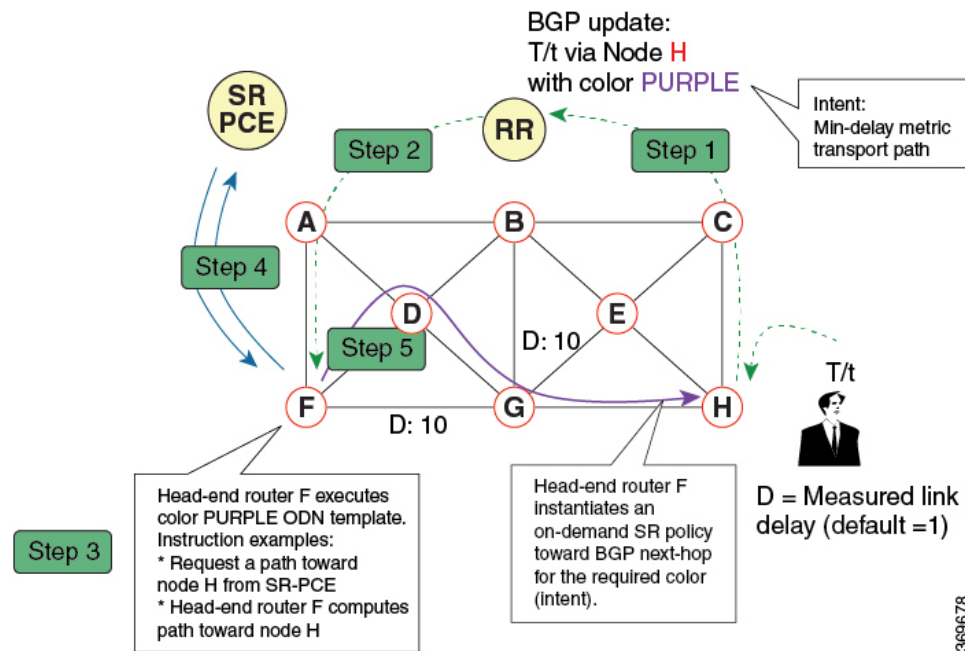 BGP update:
T/t via Node H
with color PURPLE
SR
PCE
RR
Intent:
Min-delay metric
transport path
Step 2
Step 1
A
B
C
Step 4
D
E
Step 5
D: 10
T/t
F
G
H
D: 10
Head-end router F executes
color PURPLE ODN template.
Instruction examples:
* Request a path toward
node H from SR-PCE
* Head-end router F computes
path toward node H
Head-end router F
instantiates an
on-demand SR policy
toward BGP next-hop
for the required color
(intent).
D = Measured link
delay (default =1)
Step 3
369678